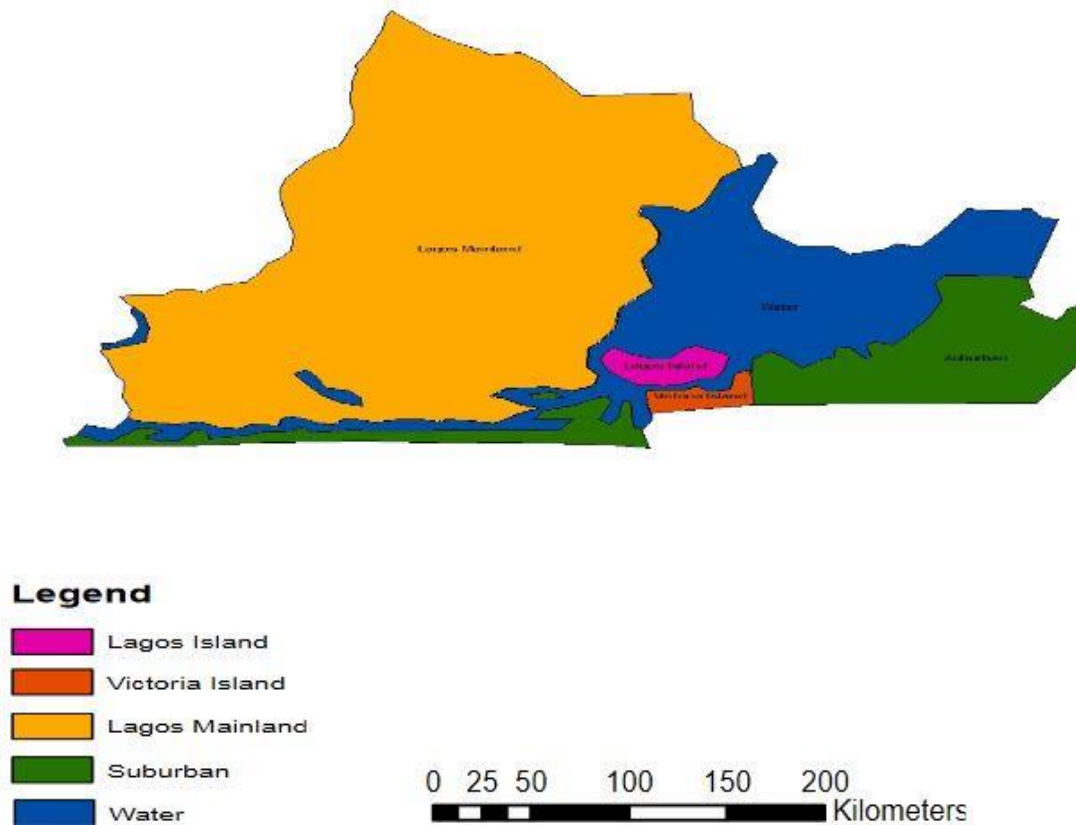 Lagos Mainland
Water
Suburban
Lagos Island
Victoria Island
Legend
Lagos Island
Victoria Island
Lagos Mainland
Suburban
Water
0 25 50 100 150 200
Kilometers